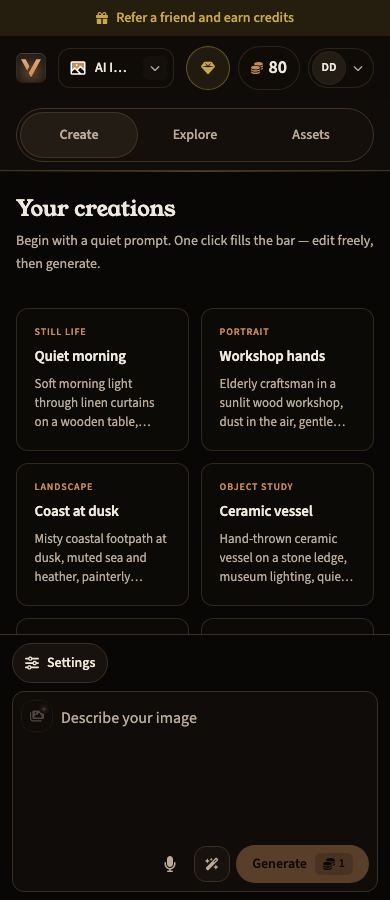 Refer a friend and earn credits
AI I...
80
DD
Create
Explore
Assets
Your creations
Begin with a quiet prompt. One click fills the bar — edit freely,
then generate.
STILL LIFE
Quiet morning
Soft morning light
through linen curtains
on a wooden table,...
PORTRAIT
Workshop hands
Elderly craftsman in a
sunlit wood workshop,
dust in the air, gentle...
LANDSCAPE
Coast at dusk
Misty coastal footpath at
dusk, muted sea and
heather, painterly...
OBJECT STUDY
Ceramic vessel
Hand-thrown ceramic
vessel on a stone ledge,
museum lighting, quie...
Settings
Describe your image
Generate
1